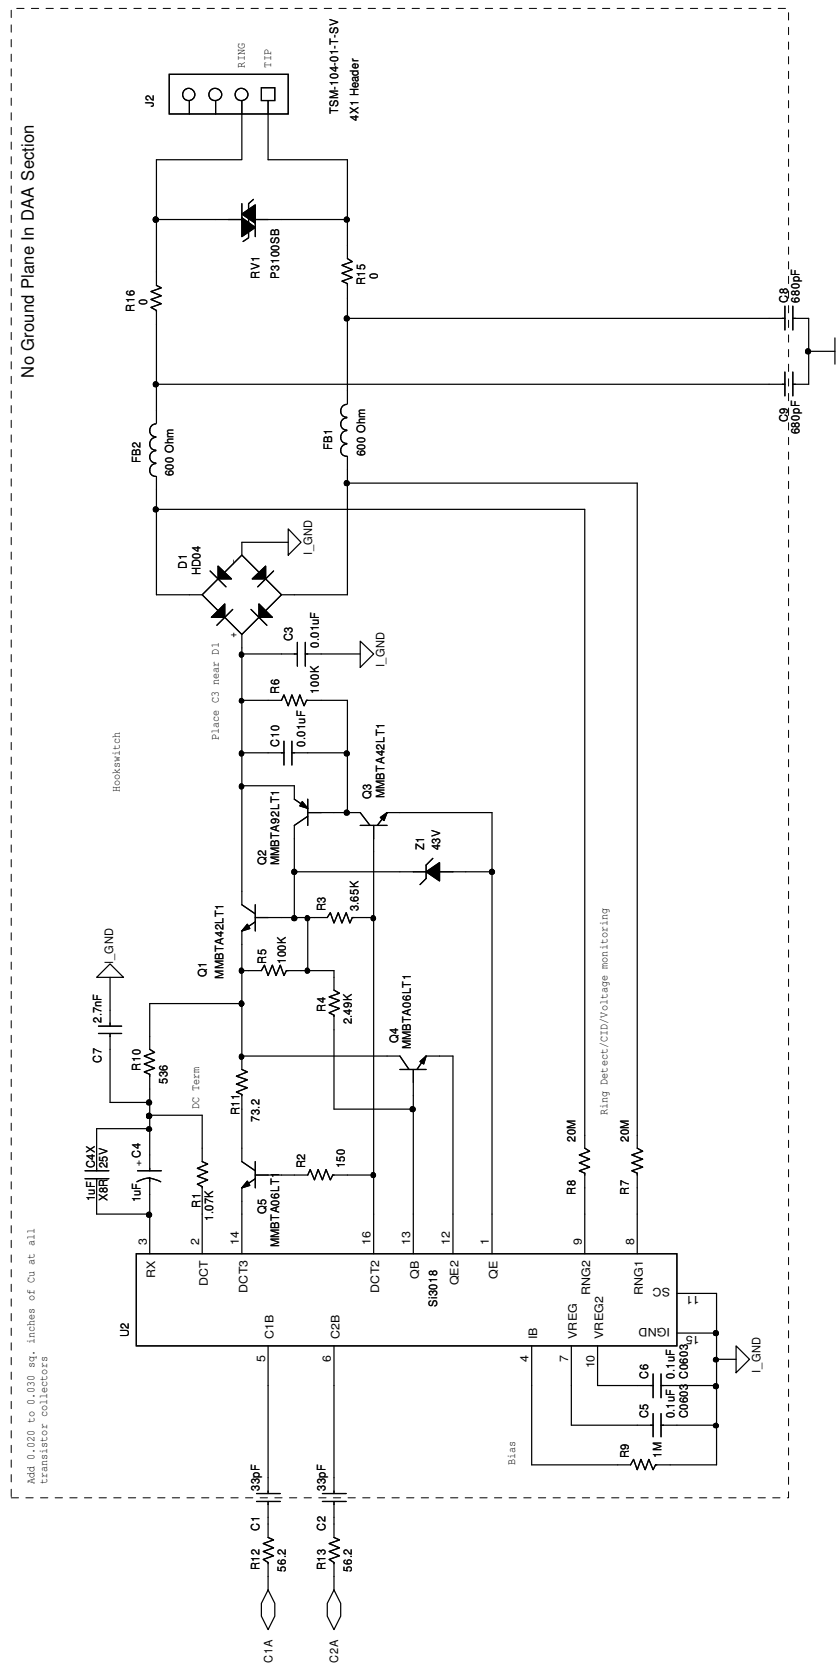 No Ground Plane In DAA Section
Add 0.020 to 0.030 sq. inches of Cu at all
transistor collectors
Hookswitch
DC Term
Place C3 near D1
Ring Detect/CID/Voltage monitoring
Bias
J2
RING
TIP
TSM-104-01-T-SV
4X1 Header
RV1
P3100SB
R16
0
R15
0
C8
680pF
C9
680pF
FB2
600 Ohm
FB1
600 Ohm
D1
HD04
-
+
I_GND
C3
0.01uF
I_GND
R6
100K
C10
0.01uF
Q3
MMBTA42LT1
Q2
MMBTA92LT1
Z1
43V
Q1
MMBTA42LT1
R3
3.65K
R5
100K
R4
2.49K
Q4
MMBTA06LT1
I_GND
C7
2.7nF
R10
536
R11
73.2
C4X
1uF
25V
X8R
+
C4
1uF
R1
1.07K
R2
150
Q5
MMBTA06LT1
R8
20M
R7
20M
U2
Si3018
3
RX
2
DCT
14
DCT3
16
DCT2
13
QB
12
QE2
1
QE
9
RNG2
8
RNG1
SC
11
IGND
15
C1B
5
C2B
6
IB
4
VREG
7
VREG2
10
C6
0.1uF
C0603
C5
0.1uF
C0603
R9
1M
I_GND
33pF
C1
R12
56.2
C1A
33pF
C2
R13
56.2
C2A